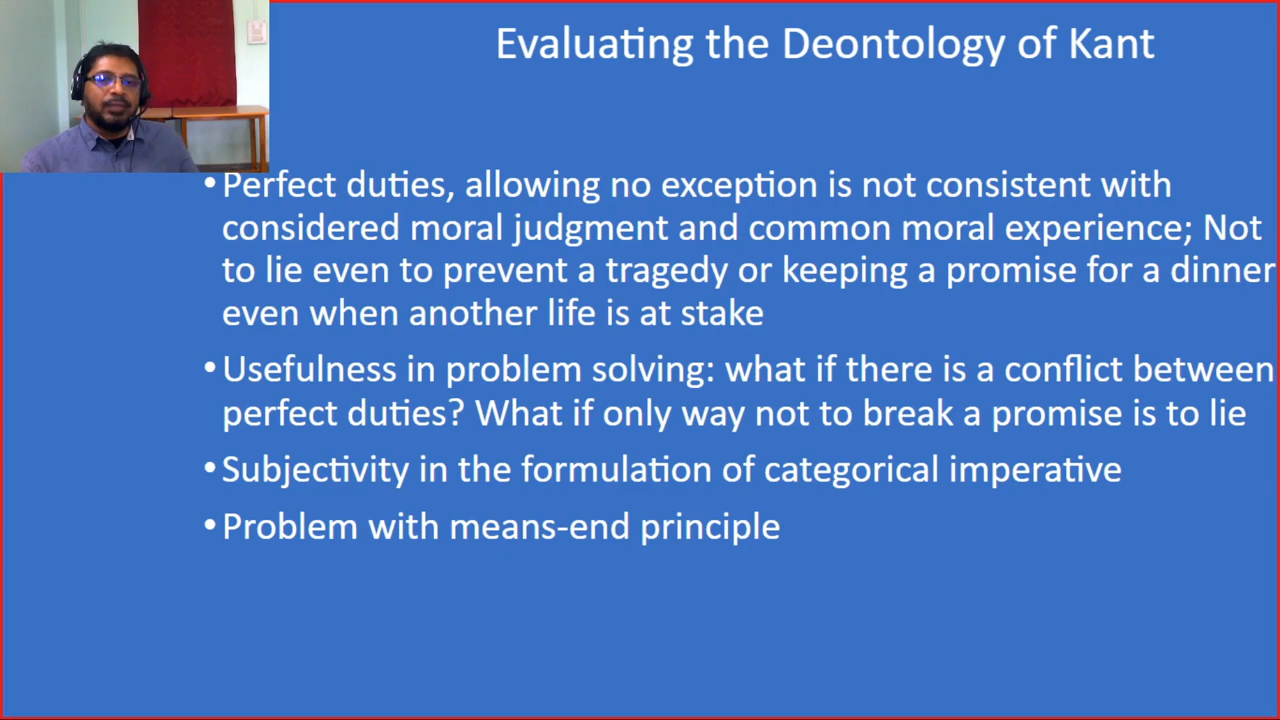 Evaluating the Deontology of Kant
• Perfect duties, allowing no exception is not consistent with
considered moral judgment and common moral experience; Not
to lie even to prevent a tragedy or keeping a promise for a dinner
even when another life is at stake
• Usefulness in problem solving: what if there is a conflict between
perfect duties? What if only way not to break a promise is to lie
• Subjectivity in the formulation of categorical imperative
• Problem with means-end principle